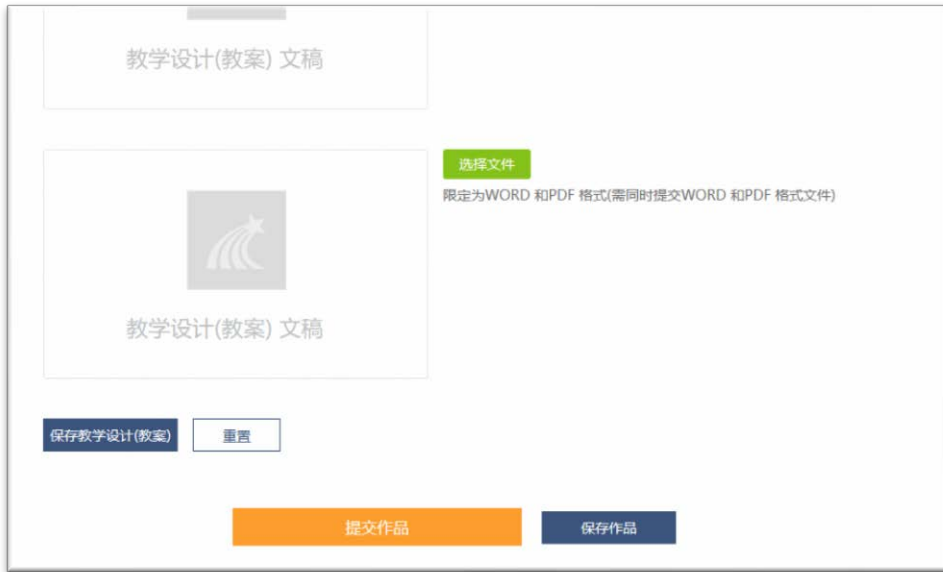 教学设计(教案) 文稿
选择文件
限定为WORD 和PDF 格式(需同时提交WORD 和PDF 格式文件)
教学设计(教案) 文稿
保存教学设计(教案)
重置
提交作品
保存作品